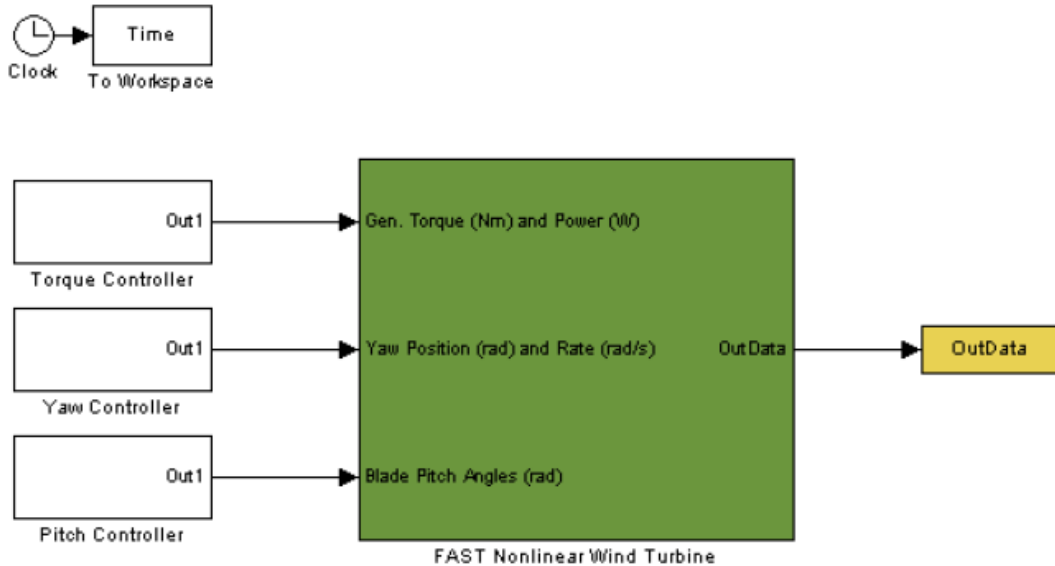 Time
Clock
To Workspace
Out1
Gen. Torque (Nm) and Power (W)
Torque Controller
Out1
Yaw Position (rad) and Rate (rad/s)
OutData
OutData
Yaw Controller
Out1
Blade Pitch Angles (rad)
Pitch Controller
FAST Nonlinear Wind Turbine